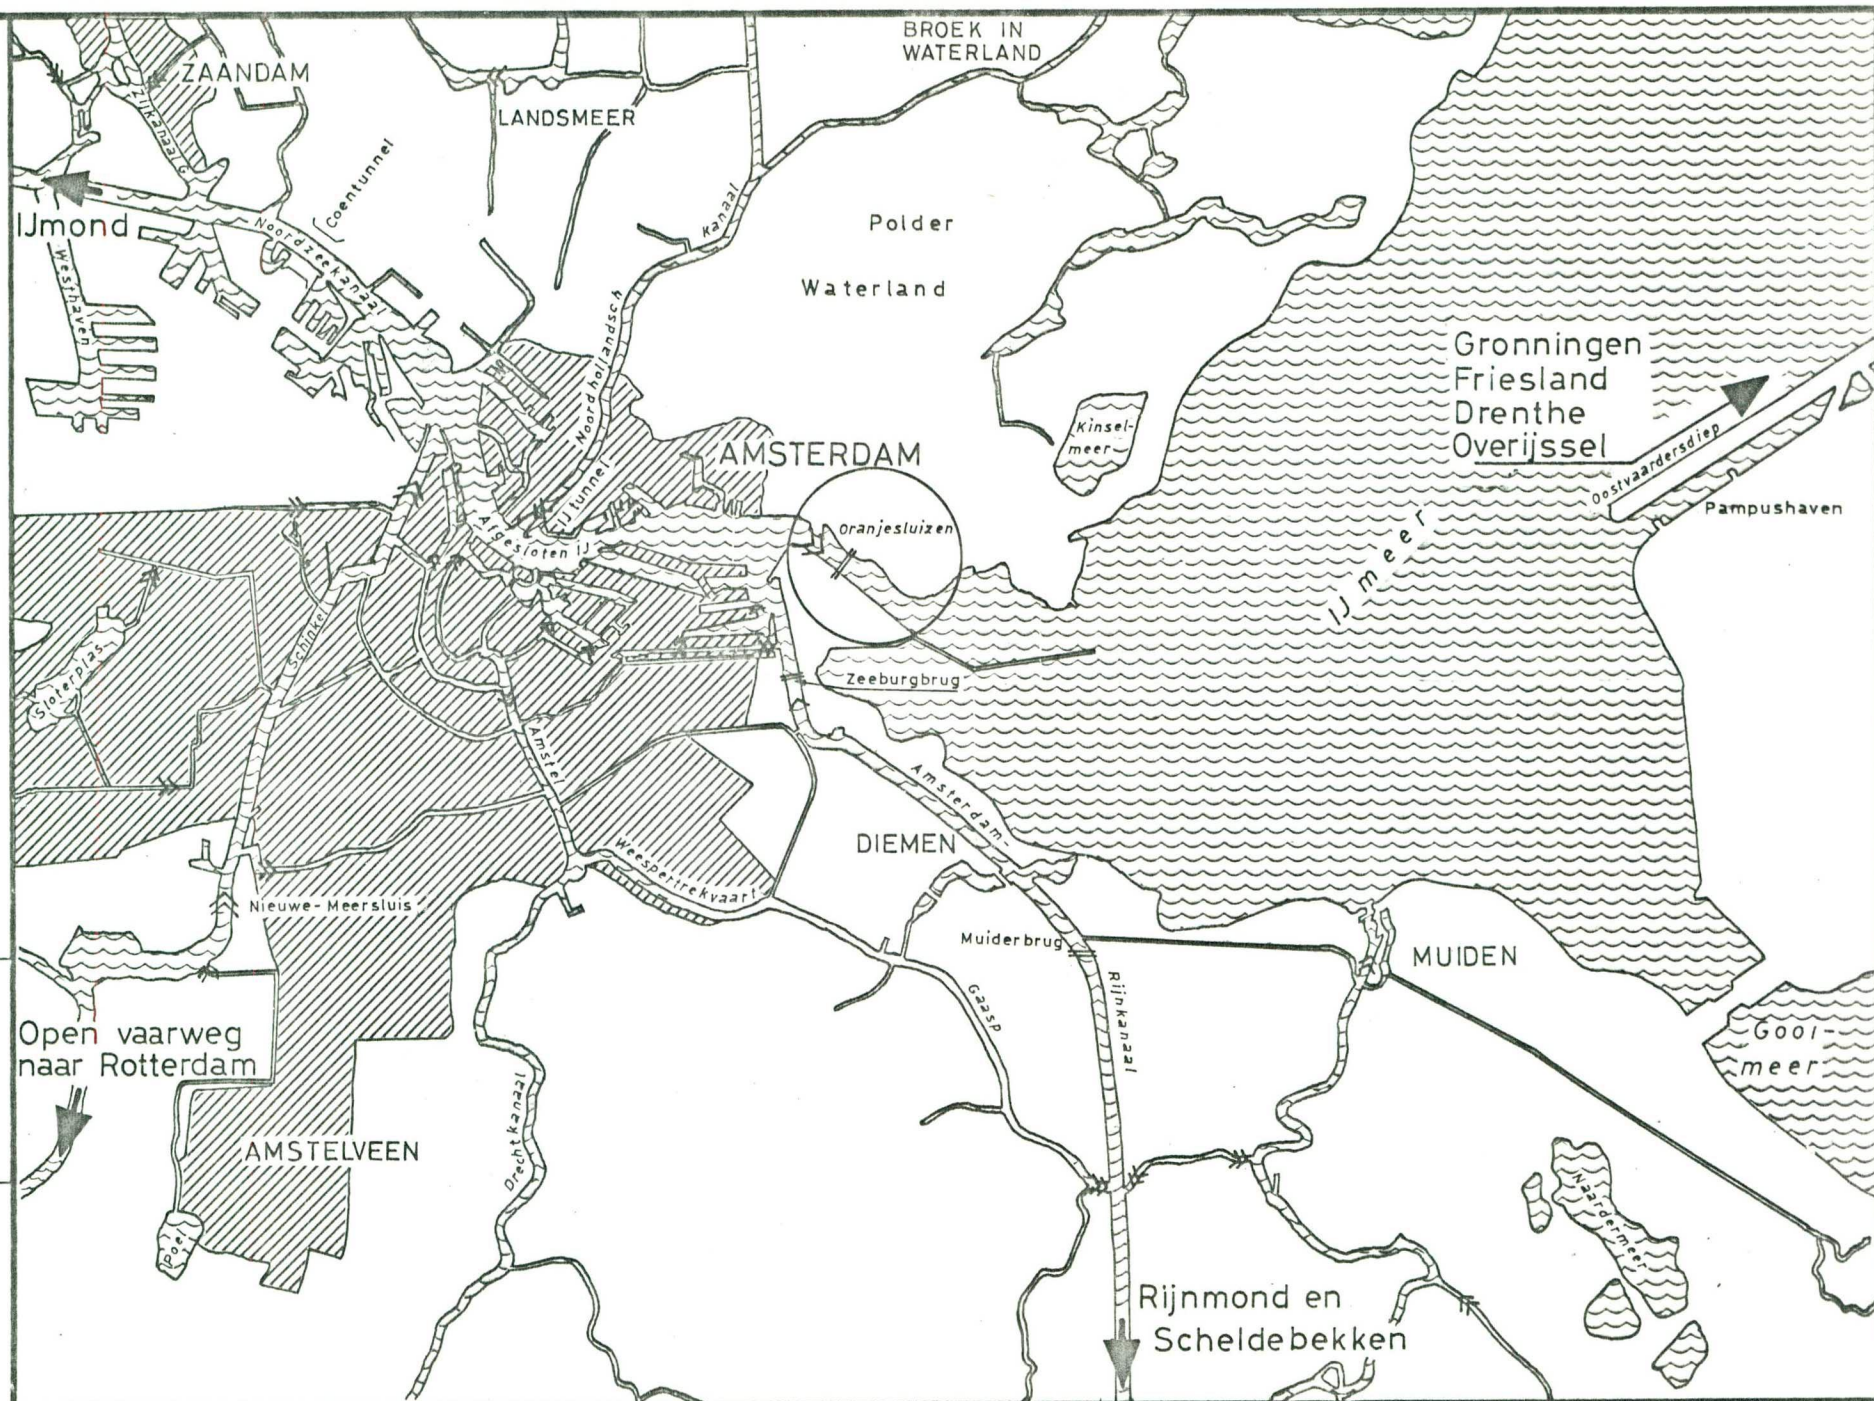 BROEK IN
WATERLAND
ZAANDAM
LANDSMEER
Zijkanaal G
Coentunnel
IJmond
Noordzeekanaal
Westhaven
Kanaal
Noordhollandsch
Polder
Waterland
Kinsel-
meer
Gronningen
Friesland
Drenthe
Overijssel
Oostvaardersdiep
Pampushaven
AMSTERDAM
IJ tunnel
Afgesloten IJ
Oranjesluizen
IJmeer
Schinkel
Sloterplas
Zeeburgbrug
Amstel
Amsterdam-
DIEMEN
Weespertrekvaart
Nieuwe-Meersluis
Muiderbrug
MUIDEN
Rijnkanaal
Gaasp
Open vaarweg
naar Rotterdam
Gooi-
meer
Drechtkanaal
AMSTELVEEN
Poel
Naardermeer
Rijnmond en
Scheldebekken